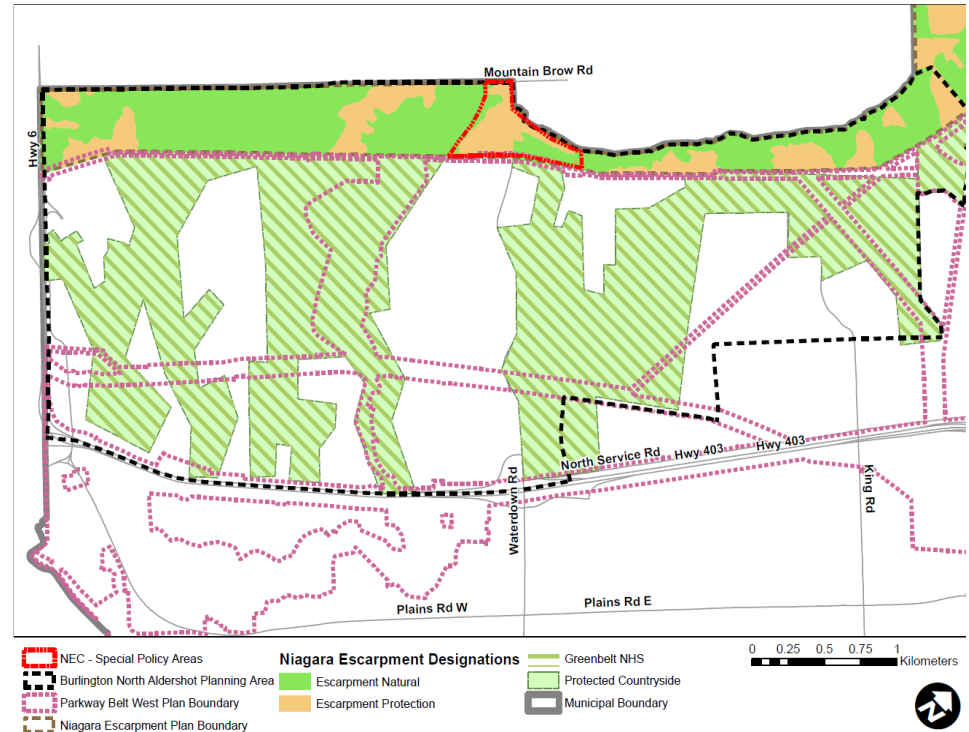 Mountain Brow Rd
Hwy 6
North Service Rd
Hwy 403
Hwy 403
Waterdown Rd
King Rd
Plains Rd W
Plains Rd E
NEC - Special Policy Areas
Burlington North Aldershot Planning Area
Parkway Belt West Plan Boundary
Niagara Escarpment Plan Boundary
Niagara Escarpment Designations
Escarpment Natural
Escarpment Protection
Greenbelt NHS
Protected Countryside
Municipal Boundary
0 0.25 0.5 0.75 1
Kilometers
N